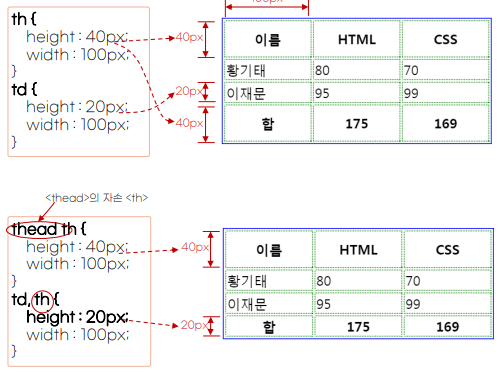 100px
th {
height : 40px;
width : 100px;
}
td {
height : 20px;
width : 100px;
}
40px
20px
40px
이름 HTML CSS
황기태 80 70
이재문 95 99
합 175 169
<thead>의 자손 <th>
thead th {
height : 40px;
width : 100px;
}
td, th {
height : 20px;
width : 100px;
}
40px
20px
이름 HTML CSS
황기태 80 70
이재문 95 99
합 175 169